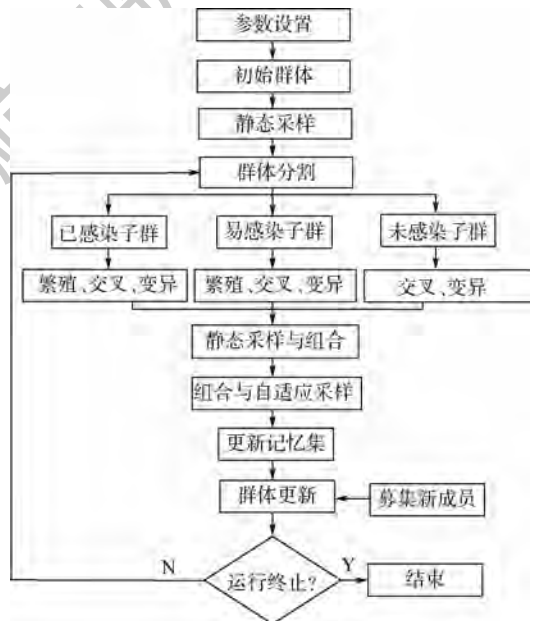 参数设置
初始群体
静态采样
群体分割
已感染子群
易感染子群
未感染子群
繁殖、交叉、变异
繁殖、交叉、变异
交叉、变异
静态采样与组合
组合与自适应采样
更新记忆集
群体更新
募集新成员
运行终止?
N
Y
结束